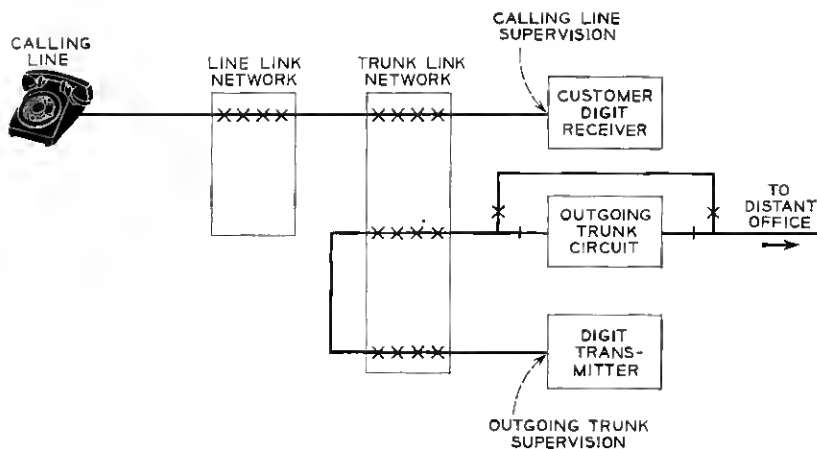 CALLING
LINE
LINE LINK
NETWORK
TRUNK LINK
NETWORK
CALLING LINE
SUPERVISION
CUSTOMER
DIGIT
RECEIVER
OUTGOING
TRUNK
CIRCUIT
TO
DISTANT
OFFICE
DIGIT
TRANS-
MITTER
OUTGOING TRUNK
SUPERVISION